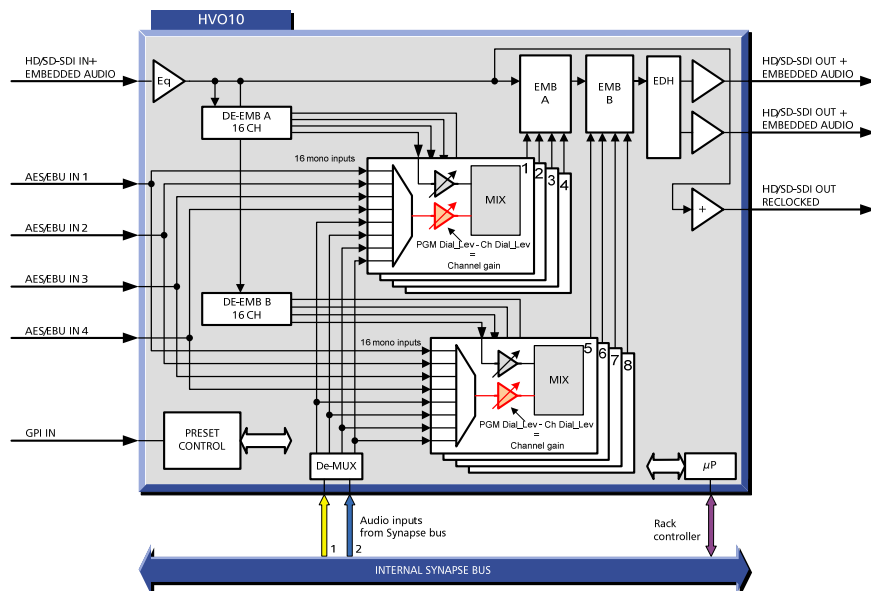 HVO10
HD/SD-SDI IN+
EMBEDDED AUDIO
Eq
DE-EMB A
16 CH
EMB
A
EMB
B
EDH
HD/SD-SDI OUT +
EMBEDDED AUDIO
HD/SD-SDI OUT +
EMBEDDED AUDIO
16 mono inputs
1
2
3
4
MIX
PGM Dial_Lev - Ch Dial_Lev
=
Channel gain
+
HD/SD-SDI OUT
RECLOCKED
AES/EBU IN 1
AES/EBU IN 2
AES/EBU IN 3
AES/EBU IN 4
DE-EMB B
16 CH
16 mono inputs
5
6
7
8
MIX
PGM Dial_Lev - Ch Dial_Lev
=
Channel gain
GPI IN
PRESET
CONTROL
De-MUX
µP
1
2
Audio inputs
from Synapse bus
Rack
controller
INTERNAL SYNAPSE BUS